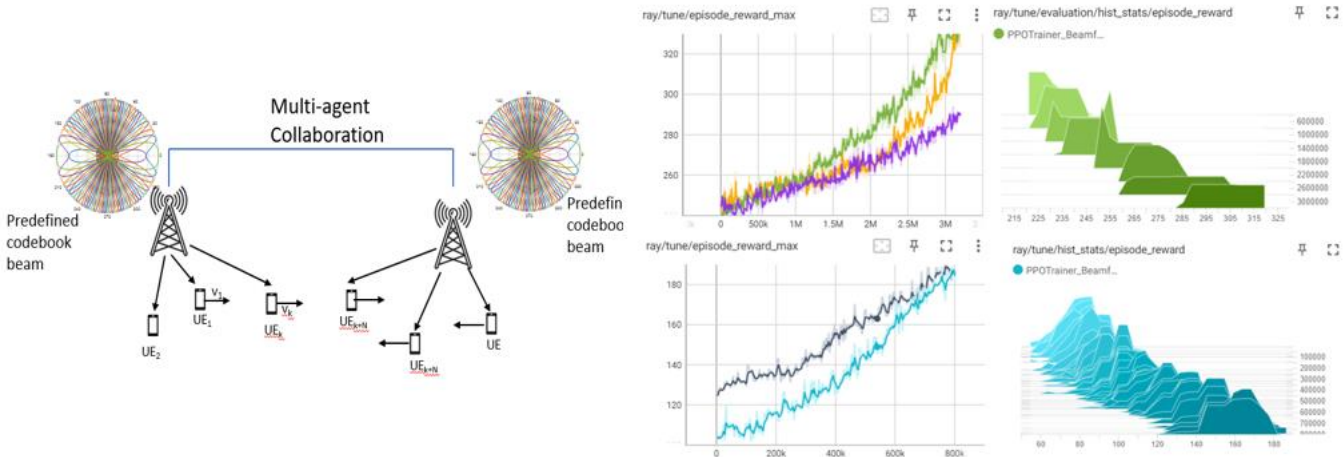 Multi-agent
Collaboration
Predefined
codebook
beam
Predefin
codeboo
beam
V1
Vk
UE1
UE2
UEk
UEk+N
UEk+N
UE
ray/tune/episode_reward_max
320
300
280
260
0
500k
1M
1.5M
2M
2.5M
3M
ray/tune/evaluation/hist_stats/episode_reward
PPOTrainer_Beamf...
600000
1000000
1400000
1800000
2200000
2600000
3000000
215 225 235 245 255 265 275 285 295 305 315 325
ray/tune/episode_reward_max
180
160
140
120
0 200k 400k 600k 800k
ray/tune/hist_stats/episode_reward
PPOTrainer_Beamf...
100000
200000
300000
400000
500000
600000
700000
800000
60 80 100 120 140 160 180